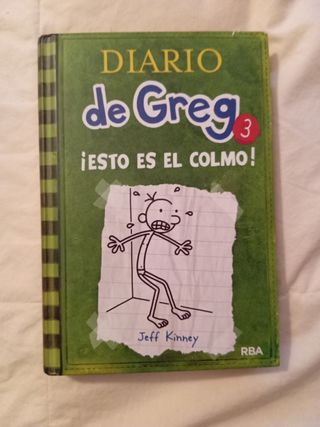 DIARIO
de Greg 3
¡ESTO ES EL COLMO!
Jeff Kinney
RBA